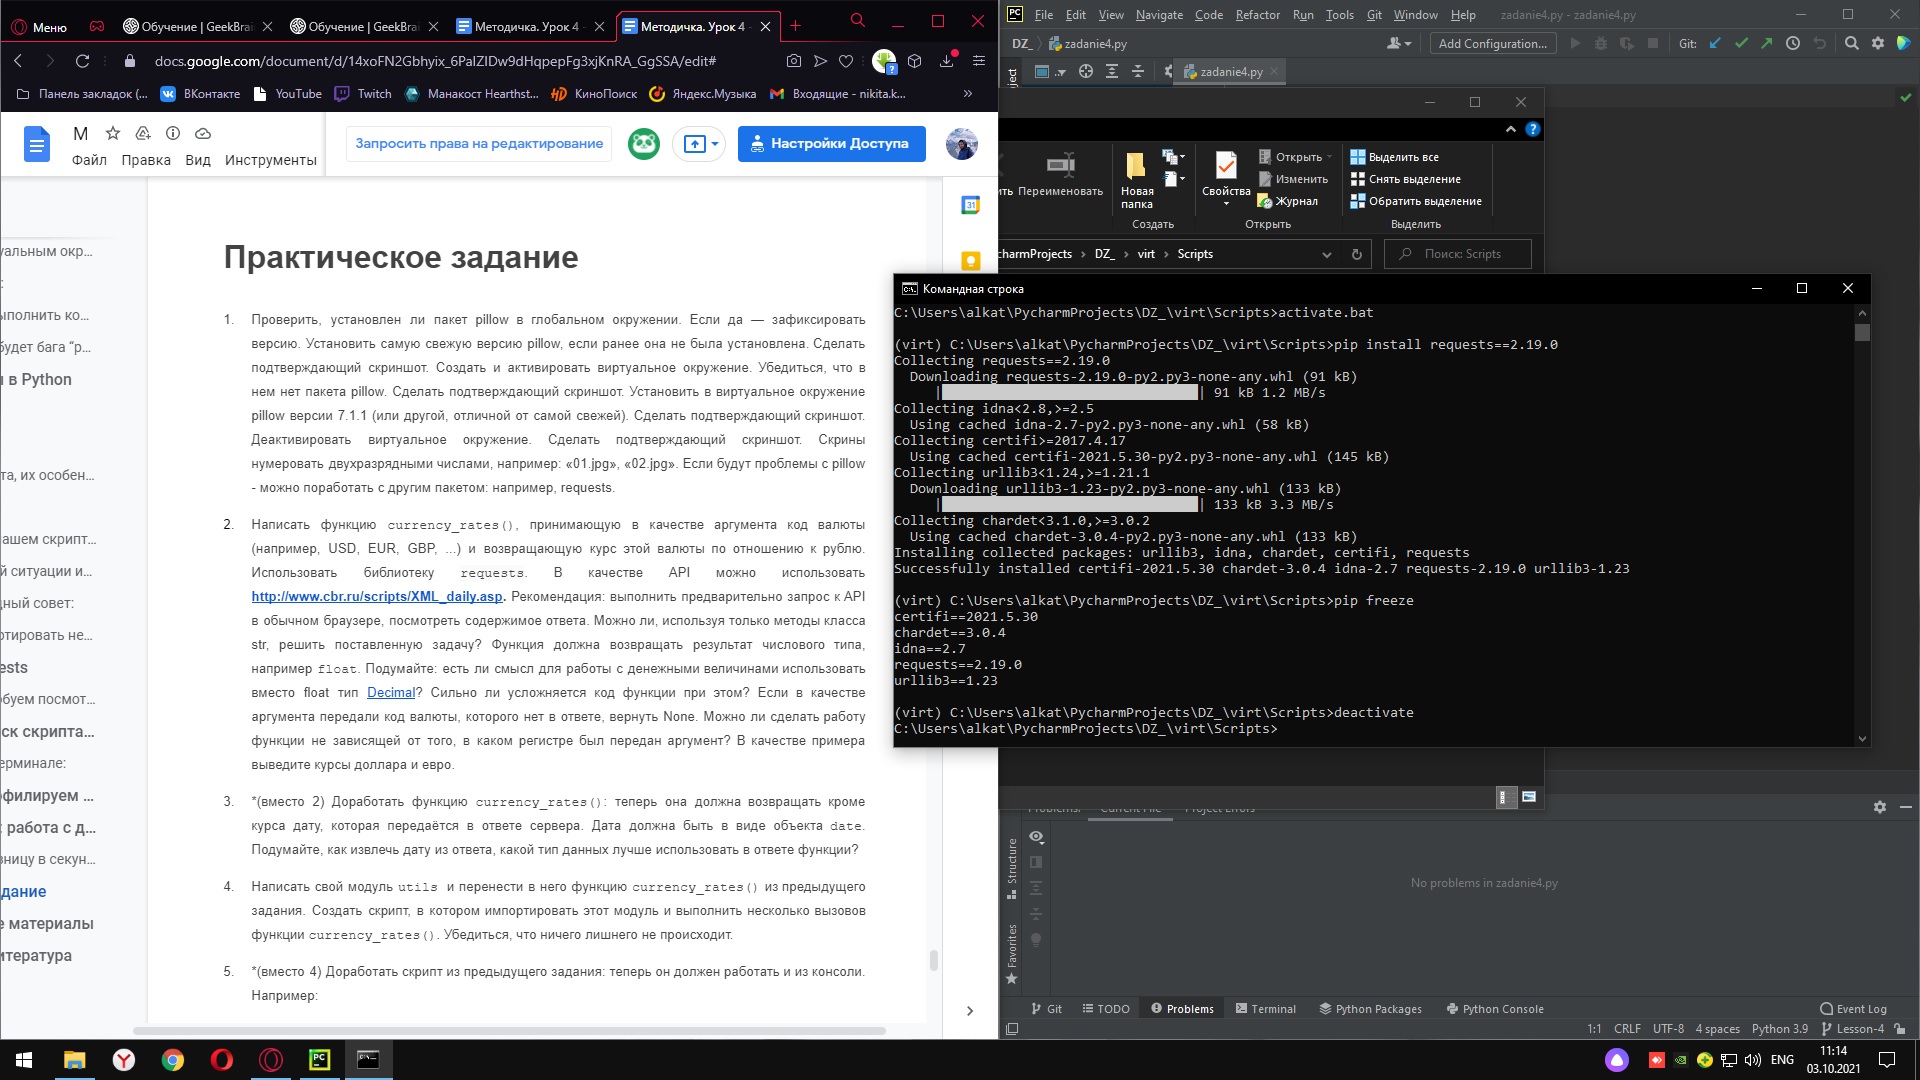 Меню
Обучение | GeekBrai
Обучение | GeekBrai
Методичка. Урок 4 -
Методичка. Урок 4 -
docs.google.com/document/d/14xoFN2Gbhyix_6PaIZIDw9dHqpepFg3xjKnRA_GgSSA/edit#
Панель закладок (...
ВКонтакте
YouTube
Twitch
Манакост Hearthst...
КиноПоиск
Яндекс.Музыка
Входящие - nikita.k...
М
Файл Правка Вид Инструменты
Запросить права на редактирование
Настройки Доступа
уальным окр...
ыполнить ко...
будет бага “р...
в Python
та, их особен...
ашем скрипт...
й ситуации и...
ный совет:
ртировать не...
ests
буем посмот...
ск скрипта...
ерминале:
офилируем ...
: работа с д...
зницу в секун...
дание
е материалы
итература
Практическое задание
1. Проверить, установлен ли пакет pillow в глобальном окружении. Если да — зафиксировать
версию. Установить самую свежую версию pillow, если ранее она не была установлена. Сделать
подтверждающий скриншот. Создать и активировать виртуальное окружение. Убедиться, что в
нем нет пакета pillow. Сделать подтверждающий скриншот. Установить в виртуальное окружение
pillow версии 7.1.1 (или другой, отличной от самой свежей). Сделать подтверждающий скриншот.
Деактивировать виртуальное окружение. Сделать подтверждающий скриншот. Скрины
нумеровать двухразрядными числами, например: «01.jpg», «02.jpg». Если будут проблемы с pillow
- можно поработать с другим пакетом: например, requests.
2. Написать функцию currency_rates(), принимающую в качестве аргумента код валюты
(например, USD, EUR, GBP, ...) и возвращающую курс этой валюты по отношению к рублю.
Использовать библиотеку requests. В качестве API можно использовать
http://www.cbr.ru/scripts/XML_daily.asp. Рекомендация: выполнить предварительно запрос к API
в обычном браузере, посмотреть содержимое ответа. Можно ли, используя только методы класса
str, решить поставленную задачу? Функция должна возвращать результат числового типа,
например float. Подумайте: есть ли смысл для работы с денежными величинами использовать
вместо float тип Decimal? Сильно ли усложняется код функции при этом? Если в качестве
аргумента передали код валюты, которого нет в ответе, вернуть None. Можно ли сделать работу
функции не зависящей от того, в каком регистре был передан аргумент? В качестве примера
выведите курсы доллара и евро.
3. *(вместо 2) Доработать функцию currency_rates(): теперь она должна возвращать кроме
курса дату, которая передаётся в ответе сервера. Дата должна быть в виде объекта date.
Подумайте, как извлечь дату из ответа, какой тип данных лучше использовать в ответе функции?
4. Написать свой модуль utils и перенести в него функцию currency_rates() из предыдущего
задания. Создать скрипт, в котором импортировать этот модуль и выполнить несколько вызовов
функции currency_rates(). Убедиться, что ничего лишнего не происходит.
5. *(вместо 4) Доработать скрипт из предыдущего задания: теперь он должен работать и из консоли.
Например:
31
PC File Edit View Navigate Code Refactor Run Tools Git Window Help zadanie4.py - zadanie4.py
DZ_ zadanie4.py
Add Configuration...
Git:
zadanie4.py
Переименовать
Новая папка
Создать
Свойства
Открыть
Изменить
Журнал
Открыть
Выделить все
Снять выделение
Обратить выделение
Выделить
charmProjects › DZ_ › virt › Scripts
Поиск: Scripts
Командная строка
C:\Users\alkat\PycharmProjects\DZ_\virt\Scripts>activate.bat
(virt) C:\Users\alkat\PycharmProjects\DZ_\virt\Scripts>pip install requests==2.19.0
Collecting requests==2.19.0
Downloading requests-2.19.0-py2.py3-none-any.whl (91 kB)
| 91 kB 1.2 MB/s
Collecting idna<2.8,>=2.5
Using cached idna-2.7-py2.py3-none-any.whl (58 kB)
Collecting certifi>=2017.4.17
Using cached certifi-2021.5.30-py2.py3-none-any.whl (145 kB)
Collecting urllib3<1.24,>=1.21.1
Downloading urllib3-1.23-py2.py3-none-any.whl (133 kB)
| 133 kB 3.3 MB/s
Collecting chardet<3.1.0,>=3.0.2
Using cached chardet-3.0.4-py2.py3-none-any.whl (133 kB)
Installing collected packages: urllib3, idna, chardet, certifi, requests
Successfully installed certifi-2021.5.30 chardet-3.0.4 idna-2.7 requests-2.19.0 urllib3-1.23
(virt) C:\Users\alkat\PycharmProjects\DZ_\virt\Scripts>pip freeze
certifi==2021.5.30
chardet==3.0.4
idna==2.7
requests==2.19.0
urllib3==1.23
(virt) C:\Users\alkat\PycharmProjects\DZ_\virt\Scripts>deactivate
C:\Users\alkat\PycharmProjects\DZ_\virt\Scripts>
Problems: Current File Project Errors
No problems in zadanie4.py
Structure
Favorites
Git TODO Problems Terminal Python Packages Python Console Event Log
1:1 CRLF UTF-8 4 spaces Python 3.9 Lesson-4
ENG
11:14
03.10.2021